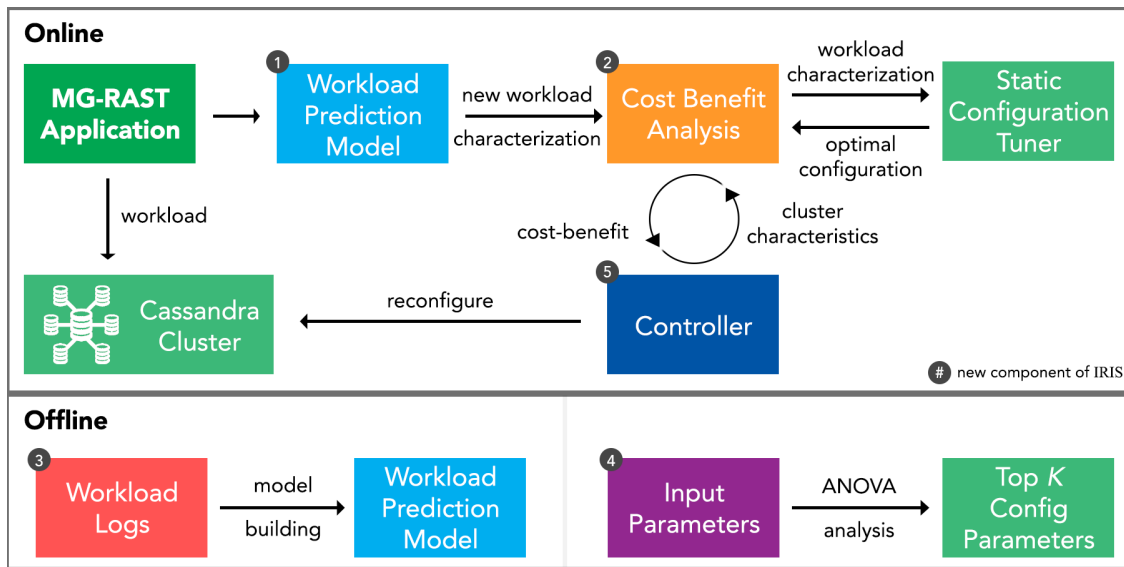 Online
MG-RAST
Application
1
Workload
Prediction
Model
new workload
characterization
2
Cost Benefit
Analysis
workload
characterization
optimal
configuration
Static
Configuration
Tuner
workload
cost-benefit
cluster
characteristics
Cassandra
Cluster
reconfigure
5
Controller
# new component of IRIS
Offline
3
Workload
Logs
model
building
Workload
Prediction
Model
4
Input
Parameters
ANOVA
analysis
Top K
Config
Parameters